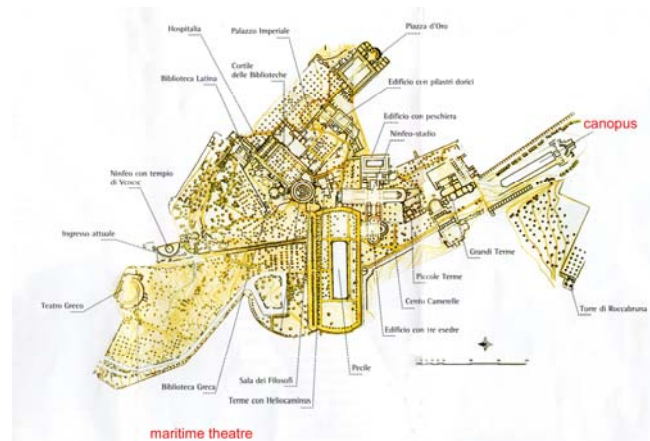 Hospitalia
Palazzo Imperiale
Piazza d'Oro
Cortile
delle Biblioteche
Biblioteca Latina
Edificio con pilastri dorici
Edificio con peschiera
canopus
Ninfeo-stadio
Ninfeo con tempio
di Venere
Ingresso attuale
Grandi Terme
Piccole Terme
Teatro Greco
Cento Camerelle
Torre di Roccabruna
Edificio con tre esedre
Biblioteca Greca
Sala dei Filosofi
Pecile
Terme con Heliocaminus
maritime theatre